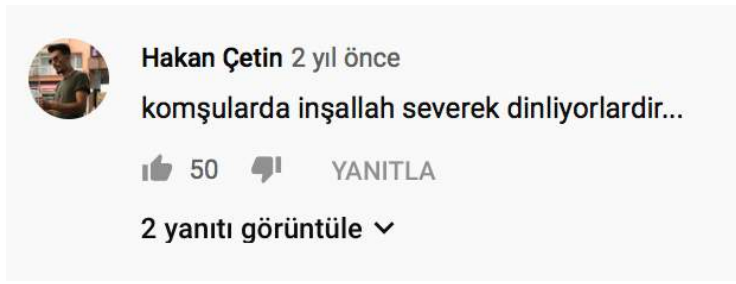 Hakan Çetin 2 yıl önce
komşularda inşallah severek dinliyorlardir...
50 YANITLA
2 yanıtı görüntüle